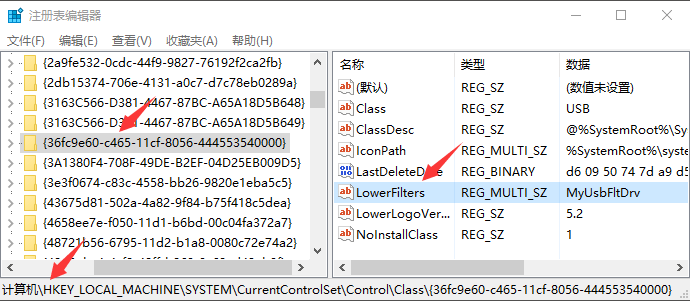 注册表编辑器
文件(F) 编辑(E) 查看(V) 收藏夹(A) 帮助(H)
{2a9fe532-0cdc-44f9-9827-76192f2ca2fb}
{2db15374-706e-4131-a0c7-d7c78eb0289a}
{3163C566-D381-4467-87BC-A65A18D5B648}
{3163C566-D381-4467-87BC-A65A18D5B649}
{36fc9e60-c465-11cf-8056-444553540000}
{3A1380F4-708F-49DE-B2EF-04D25EB009D5}
{3e3f0674-c83c-4558-bb26-9820e1eba5c5}
{43675d81-502a-4a82-9f84-b75f418c5dea}
{4658ee7e-f050-11d1-b6bd-00c04fa372a7}
{48721b56-6795-11d2-b1a8-0080c72e74a2}
名称 类型 数据
(默认) REG_SZ (数值未设置)
Class REG_SZ USB
ClassDesc REG_SZ @%SystemRoot%\
IconPath REG_MULTI_SZ %SystemRoot%\syste
LastDeleteD REG_BINARY d6 09 50 74 7d a9 d5
LowerFilters REG_MULTI_SZ MyUsbFltDrv
LowerLogoVer... REG_SZ 5.2
NoInstallClass REG_SZ 1
计算机\HKEY_LOCAL_MACHINE\SYSTEM\CurrentControlSet\Control\Class\{36fc9e60-c465-11cf-8056-444553540000}